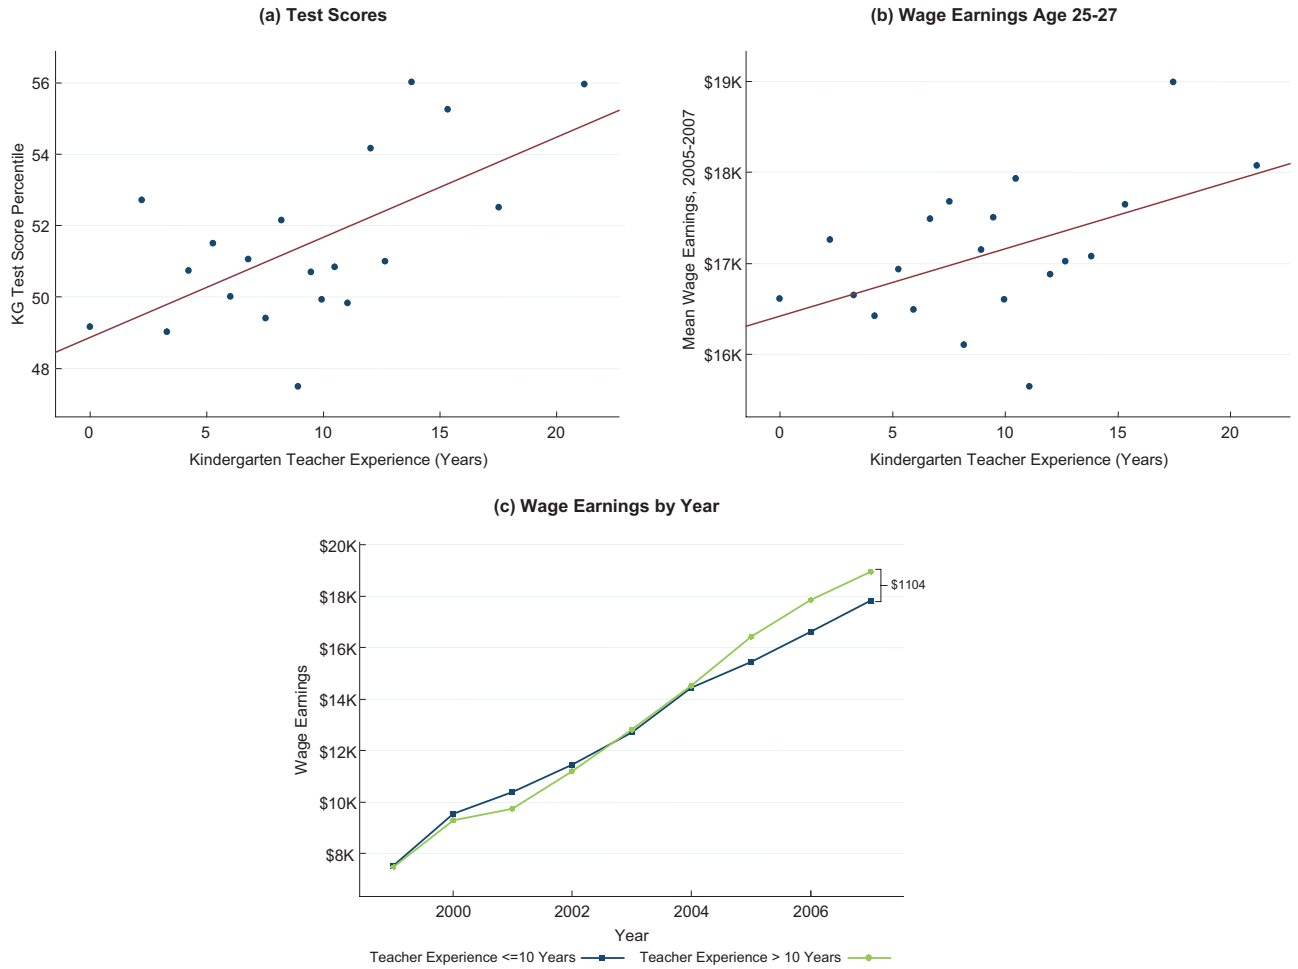 (a) Test Scores
KG Test Score Percentile
56
54
52
50
48
0 5 10 15 20
Kindergarten Teacher Experience (Years)
(b) Wage Earnings Age 25-27
Mean Wage Earnings, 2005-2007
$19K
$18K
$17K
$16K
0 5 10 15 20
Kindergarten Teacher Experience (Years)
(c) Wage Earnings by Year
Wage Earnings
$20K
$18K
$16K
$14K
$12K
$10K
$8K
$1104
2000 2002 2004 2006
Year
Teacher Experience <=10 Years Teacher Experience > 10 Years